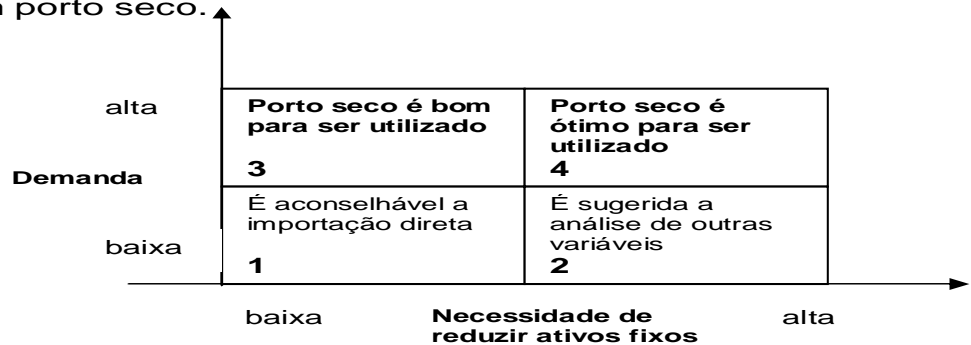 porto seco.
alta
Porto seco é bom
para ser utilizado
3
Porto seco é
ótimo para ser
utilizado
4
Demanda
baixa
É aconselhável a
importação direta
1
É sugerida a
análise de outras
variáveis
2
baixa
Necessidade de
reduzir ativos fixos
alta